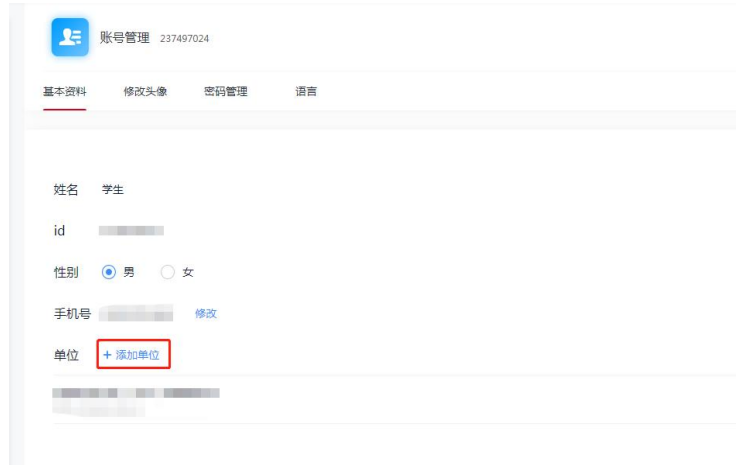 账号管理 237497024
基本资料 修改头像 密码管理 语言
姓名 学生
id
性别 男 女
手机号 修改
单位 + 添加单位